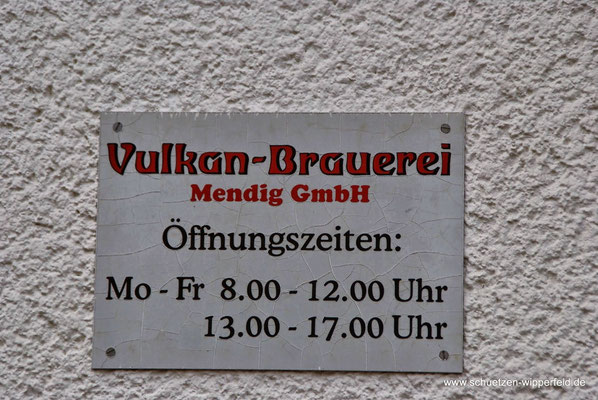 Vulkan-Brauerei
Mendig GmbH
Öffnungszeiten:
Mo - Fr 8.00 - 12.00 Uhr
13.00 - 17.00 Uhr
www.schuetzen-wipperfeld.de